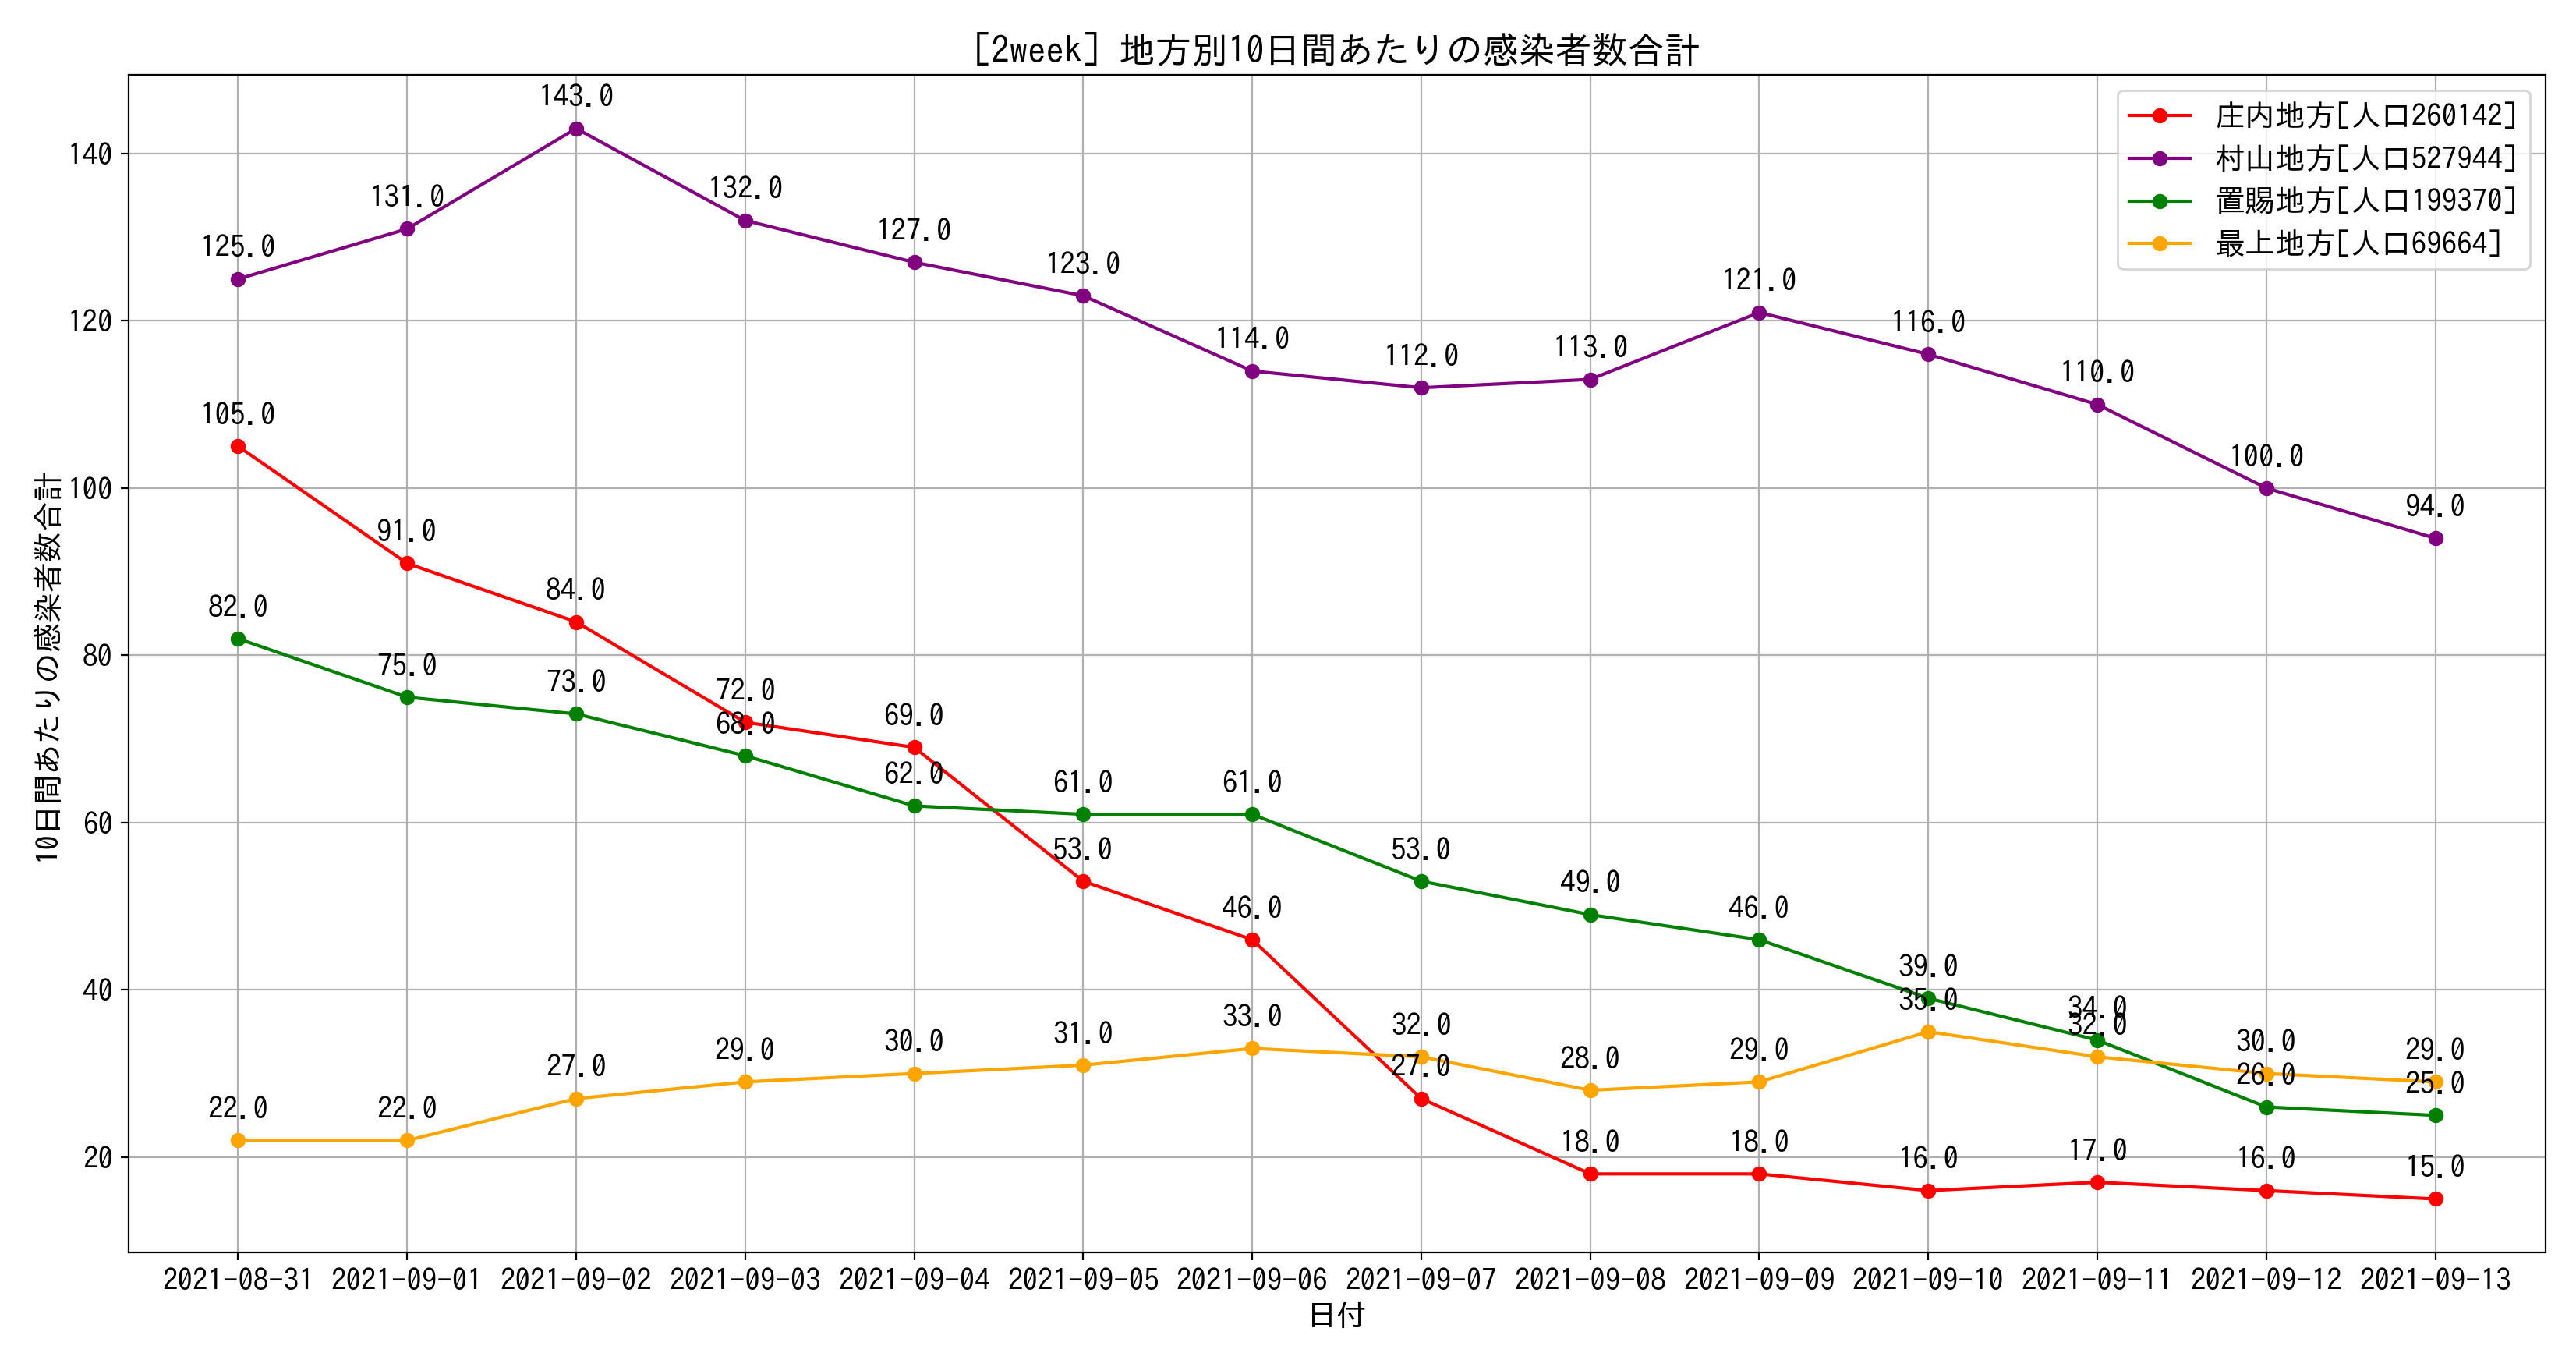 [2week] 地方別10日間あたりの感染者数合計
庄内地方[人口260142]
村山地方[人口527944]
置賜地方[人口199370]
最上地方[人口69664]
10日間あたりの感染者数合計
140
120
100
80
60
40
20
125.0 131.0 143.0 132.0 127.0 123.0 114.0 112.0 113.0 121.0 116.0 110.0 100.0 94.0
105.0 91.0 84.0 72.0 69.0 53.0 46.0 27.0 18.0 18.0 16.0 17.0 16.0 15.0
82.0 75.0 73.0 68.0 62.0 61.0 61.0 53.0 49.0 46.0 39.0 34.0 26.0 25.0
22.0 22.0 27.0 29.0 30.0 31.0 33.0 32.0 28.0 29.0 35.0 32.0 30.0 29.0
2021-08-31 2021-09-01 2021-09-02 2021-09-03 2021-09-04 2021-09-05 2021-09-06 2021-09-07 2021-09-08 2021-09-09 2021-09-10 2021-09-11 2021-09-12 2021-09-13
日付